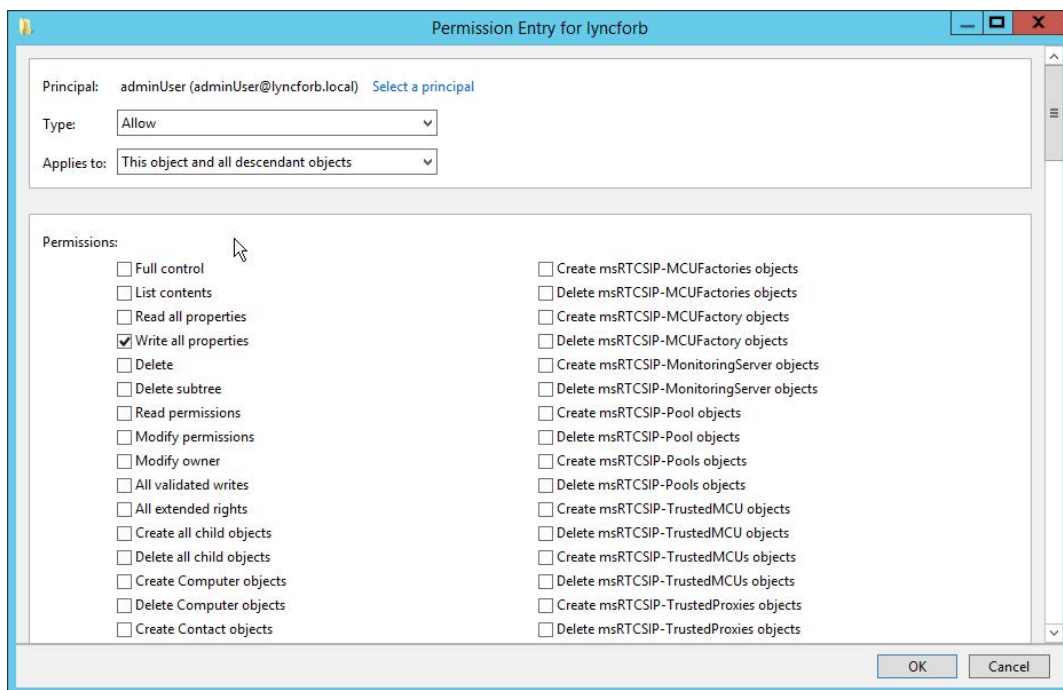 Permission Entry for lyncforb
Principal: adminUser (adminUser@lyncforb.local) Select a principal
Type: Allow
Applies to: This object and all descendant objects
Permissions:
Full control
List contents
Read all properties
Write all properties
Delete
Delete subtree
Read permissions
Modify permissions
Modify owner
All validated writes
All extended rights
Create all child objects
Delete all child objects
Create Computer objects
Delete Computer objects
Create Contact objects
Create msRTCSIP-MCUFactories objects
Delete msRTCSIP-MCUFactories objects
Create msRTCSIP-MCUFactory objects
Delete msRTCSIP-MCUFactory objects
Create msRTCSIP-MonitoringServer objects
Delete msRTCSIP-MonitoringServer objects
Create msRTCSIP-Pool objects
Delete msRTCSIP-Pool objects
Create msRTCSIP-Pools objects
Delete msRTCSIP-Pools objects
Create msRTCSIP-TrustedMCU objects
Delete msRTCSIP-TrustedMCU objects
Create msRTCSIP-TrustedMCUs objects
Delete msRTCSIP-TrustedMCUs objects
Create msRTCSIP-TrustedProxies objects
Delete msRTCSIP-TrustedProxies objects
OK Cancel